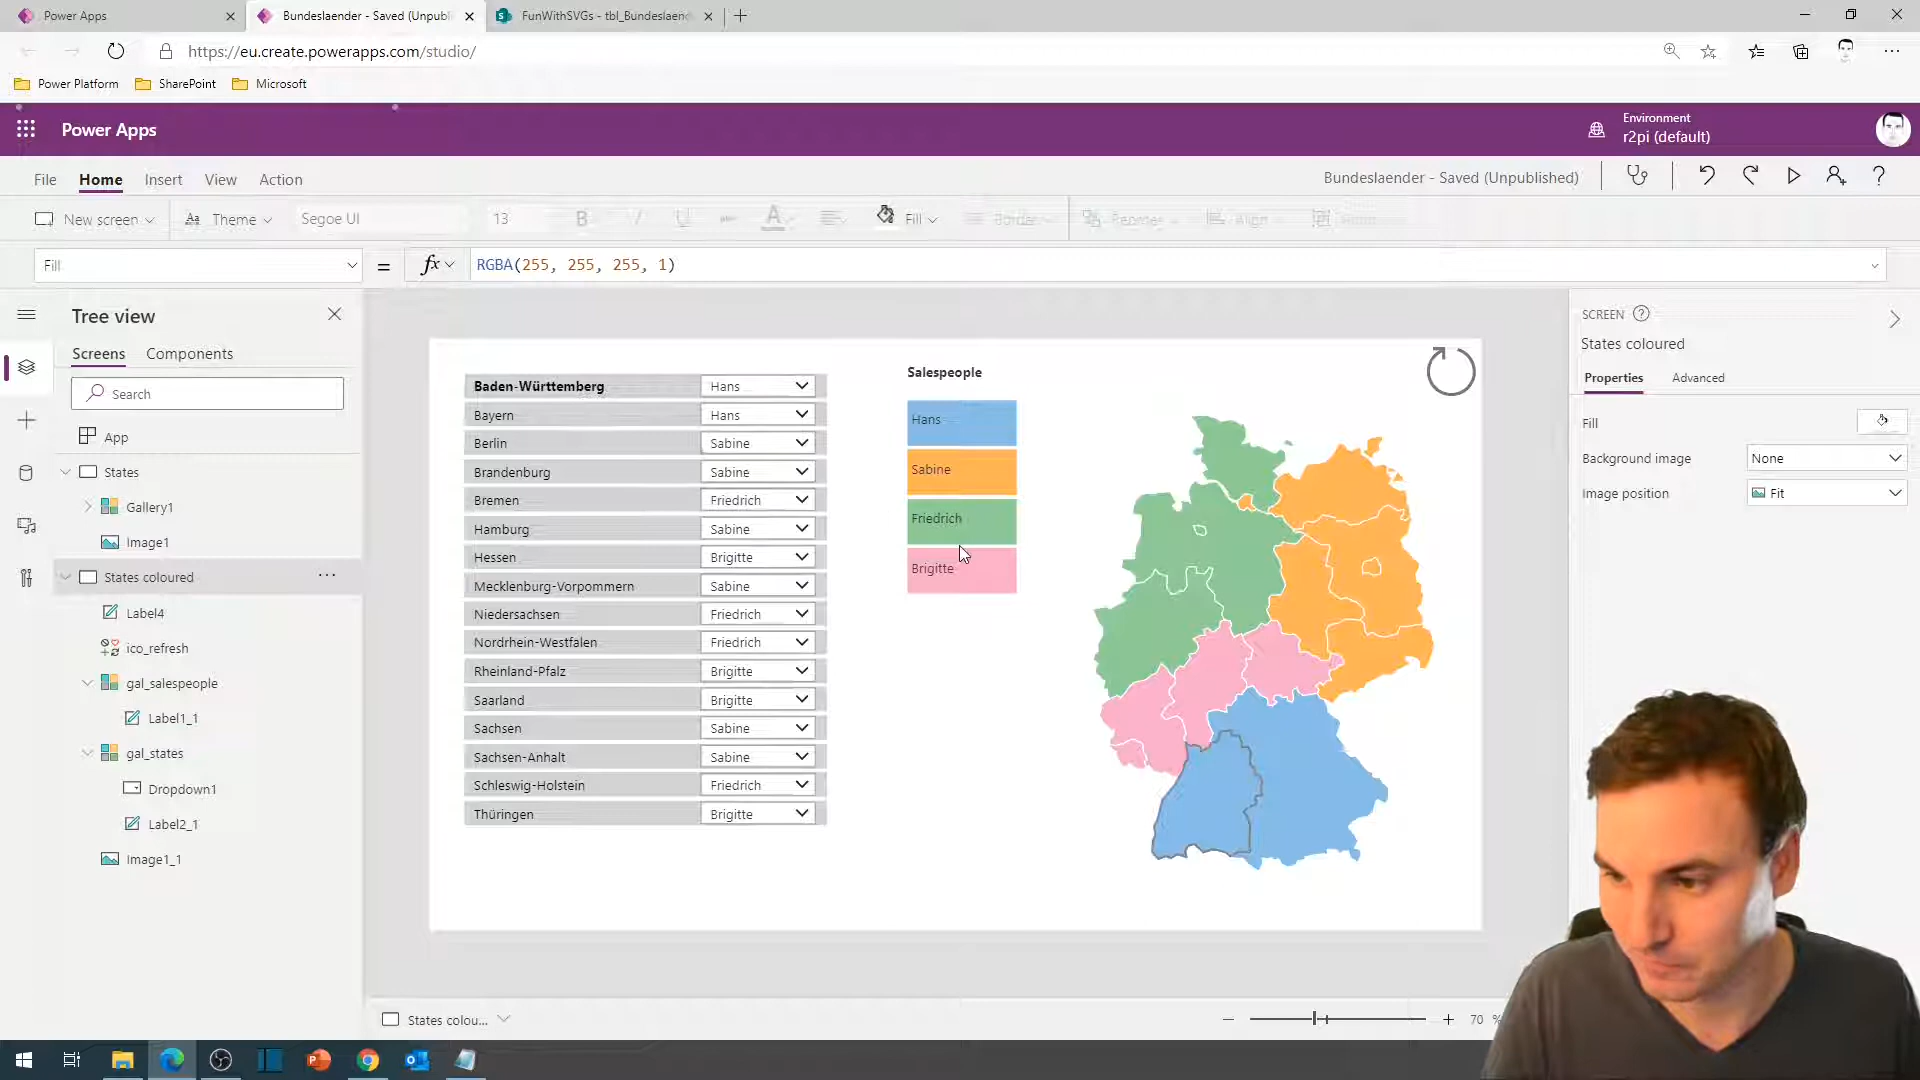 Power Apps
Bundeslaender - Saved (Unpubli
FunWithSVGs - tbl_Bundeslaend
https://eu.create.powerapps.com/studio/
Power Platform
SharePoint
Microsoft
Power Apps
Environment
r2pi (default)
File
Home
Insert
View
Action
Bundeslaender - Saved (Unpublished)
New screen
Theme
Segoe UI
13
B
Fill
Border
Reorder
Align
Group
Fill
=
fx
RGBA(255, 255, 255, 1)
Tree view
Screens
Components
Search
App
States
Gallery1
Image1
States coloured
Label4
ico_refresh
gal_salespeople
Label1_1
gal_states
Dropdown1
Label2_1
Image1_1
Baden-Württemberg Hans
Bayern Hans
Berlin Sabine
Brandenburg Sabine
Bremen Friedrich
Hamburg Sabine
Hessen Brigitte
Mecklenburg-Vorpommern Sabine
Niedersachsen Friedrich
Nordrhein-Westfalen Friedrich
Rheinland-Pfalz Brigitte
Saarland Brigitte
Sachsen Sabine
Sachsen-Anhalt Sabine
Schleswig-Holstein Friedrich
Thüringen Brigitte
Salespeople
Hans
Sabine
Friedrich
Brigitte
SCREEN
States coloured
Properties
Advanced
Fill
Background image
None
Image position
Fit
States colou...
70 %